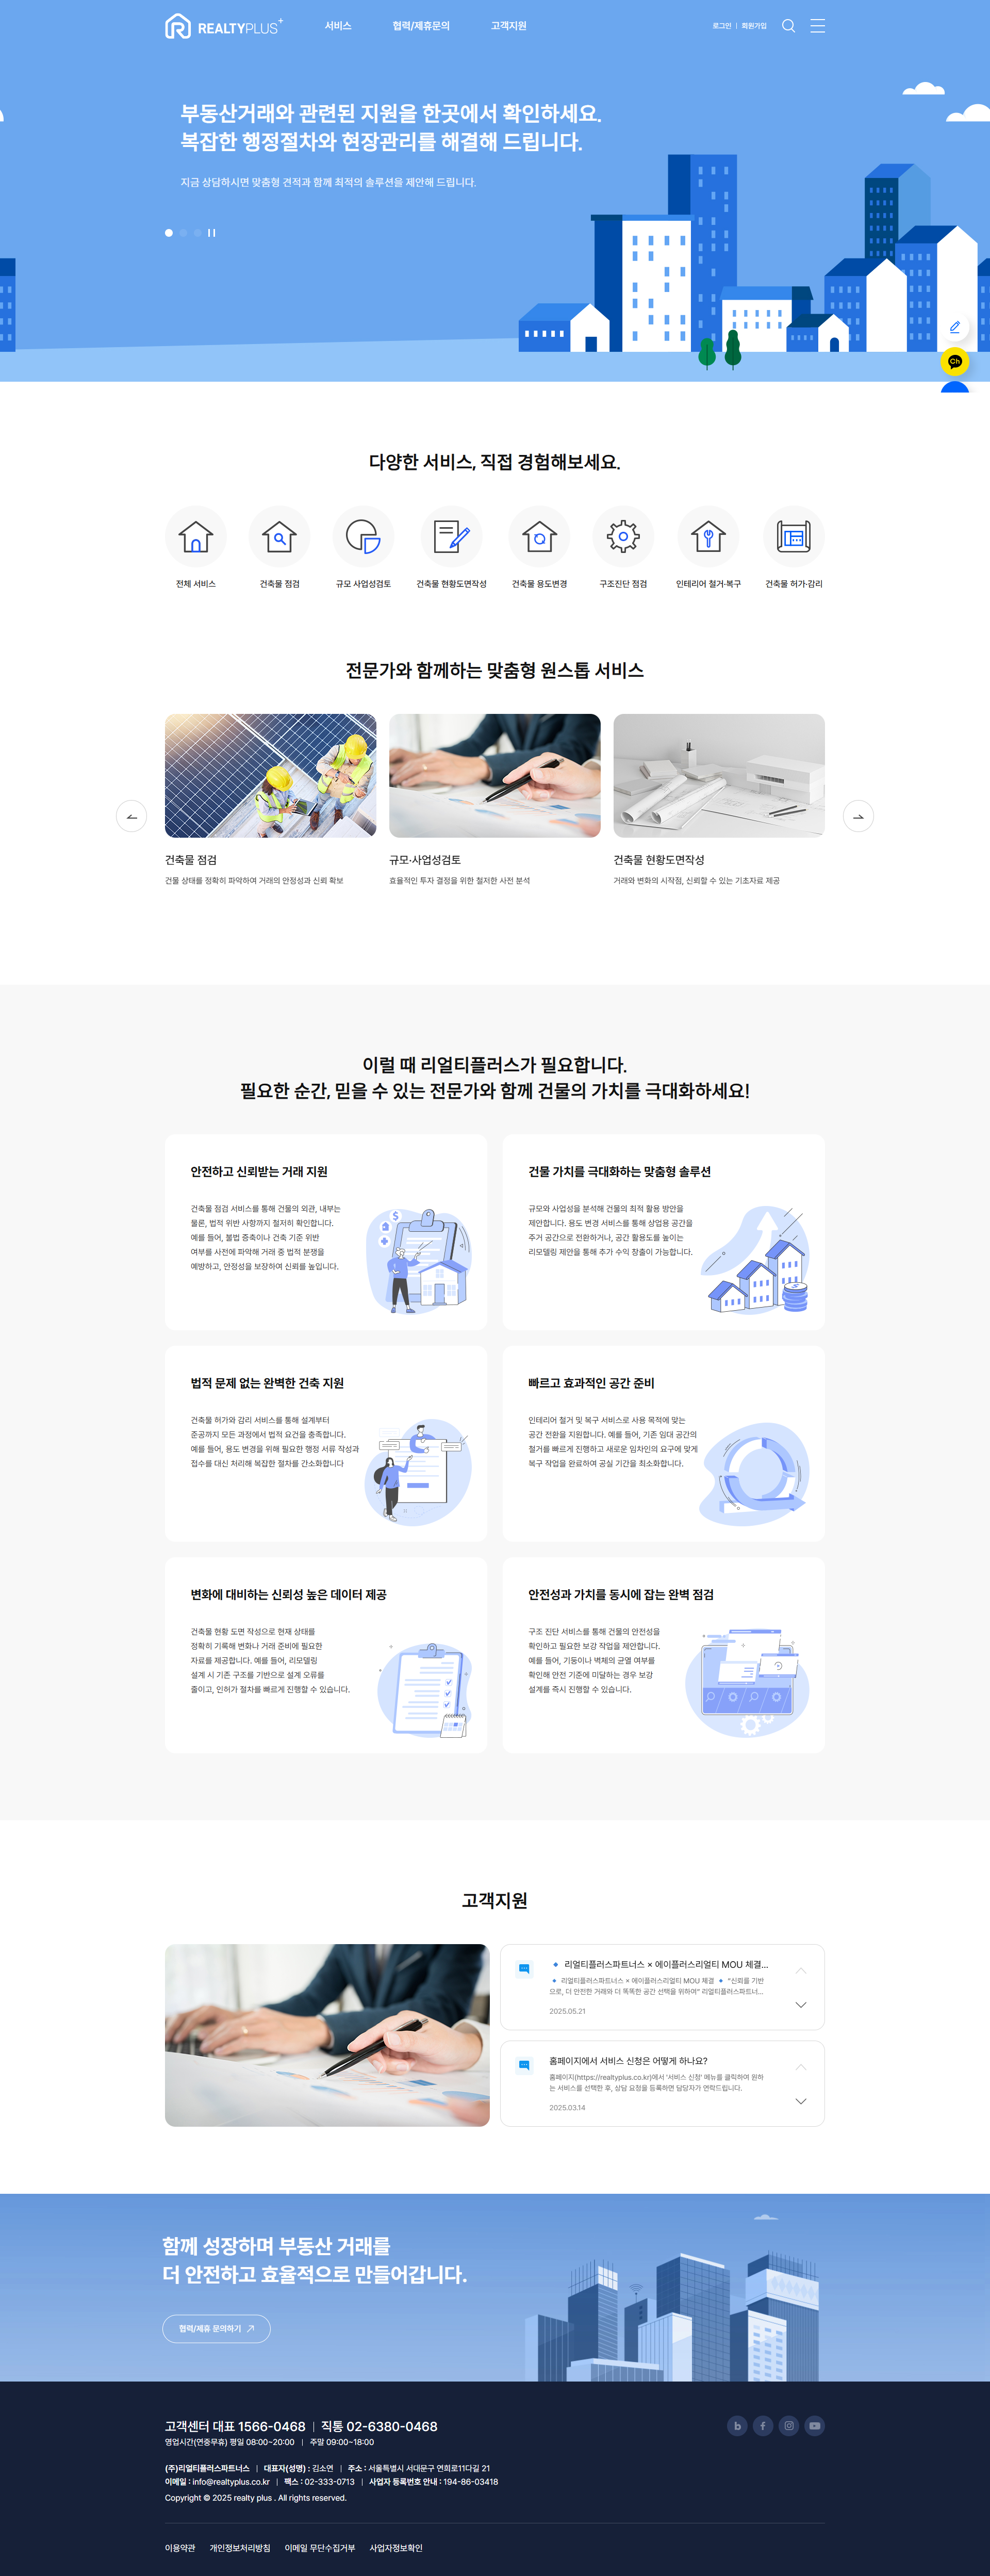 REALTYPLUS+
서비스
협력/제휴문의
고객지원
로그인 | 회원가입
부동산거래와 관련된 지원을 한곳에서 확인하세요.
복잡한 행정절차와 현장관리를 해결해 드립니다.
지금 상담하시면 맞춤형 견적과 함께 최적의 솔루션을 제안해 드립니다.
Ch
다양한 서비스, 직접 경험해보세요.
전체 서비스
건축물 점검
규모 사업성검토
건축물 현황도면작성
건축물 용도변경
구조진단 점검
인테리어 철거·복구
건축물 허가·감리
전문가와 함께하는 맞춤형 원스톱 서비스
건축물 점검
건물 상태를 정확히 파악하여 거래의 안정성과 신뢰 확보
규모·사업성검토
효율적인 투자 결정을 위한 철저한 사전 분석
건축물 현황도면작성
거래와 변화의 시작점, 신뢰할 수 있는 기초자료 제공
이럴 때 리얼티플러스가 필요합니다.
필요한 순간, 믿을 수 있는 전문가와 함께 건물의 가치를 극대화하세요!
안전하고 신뢰받는 거래 지원
건축물 점검 서비스를 통해 건물의 외관, 내부는
물론, 법적 위반 사항까지 철저히 확인합니다.
예를 들어, 불법 증축이나 건축 기준 위반
여부를 사전에 파악해 거래 중 법적 분쟁을
예방하고, 안정성을 보장하여 신뢰를 높입니다.
건물 가치를 극대화하는 맞춤형 솔루션
규모와 사업성을 분석해 건물의 최적 활용 방안을
제안합니다. 용도 변경 서비스를 통해 상업용 공간을
주거 공간으로 전환하거나, 공간 활용도를 높이는
리모델링 제안을 통해 추가 수익 창출이 가능합니다.
법적 문제 없는 완벽한 건축 지원
건축물 허가와 감리 서비스를 통해 설계부터
준공까지 모든 과정에서 법적 요건을 충족합니다.
예를 들어, 용도 변경을 위해 필요한 행정 서류 작성과
접수를 대신 처리해 복잡한 절차를 간소화합니다
빠르고 효과적인 공간 준비
인테리어 철거 및 복구 서비스로 사용 목적에 맞는
공간 전환을 지원합니다. 예를 들어, 기존 임대 공간의
철거를 빠르게 진행하고 새로운 임차인의 요구에 맞게
복구 작업을 완료하여 공실 기간을 최소화합니다.
변화에 대비하는 신뢰성 높은 데이터 제공
건축물 현황 도면 작성으로 현재 상태를
정확히 기록해 변화나 거래 준비에 필요한
자료를 제공합니다. 예를 들어, 리모델링
설계 시 기존 구조를 기반으로 설계 오류를
줄이고, 인허가 절차를 빠르게 진행할 수 있습니다.
안전성과 가치를 동시에 잡는 완벽 점검
구조 진단 서비스를 통해 건물의 안전성을
확인하고 필요한 보강 작업을 제안합니다.
예를 들어, 기둥이나 벽체의 균열 여부를
확인해 안전 기준에 미달하는 경우 보강
설계를 즉시 진행할 수 있습니다.
고객지원
🔹 리얼티플러스파트너스 × 에이플러스리얼티 MOU 체결...
🔹 리얼티플러스파트너스 × 에이플러스리얼티 MOU 체결 🔹 "신뢰를 기반
으로, 더 안전한 거래와 더 똑똑한 공간 선택을 위하여" 리얼티플러스파트너...
2025.05.21
홈페이지에서 서비스 신청은 어떻게 하나요?
홈페이지(https://realtyplus.co.kr)에서 '서비스 신청' 메뉴를 클릭하여 원하
는 서비스를 선택한 후, 상담 요청을 등록하면 담당자가 연락드립니다.
2025.03.14
함께 성장하며 부동산 거래를
더 안전하고 효율적으로 만들어갑니다.
협력/제휴 문의하기
고객센터 대표 1566-0468 | 직통 02-6380-0468
영업시간(연중무휴) 평일 08:00~20:00 | 주말 09:00~18:00
(주)리얼티플러스파트너스 | 대표자(성명) : 김소연 | 주소 : 서울특별시 서대문구 연희로11다길 21
이메일 : info@realtyplus.co.kr | 팩스 : 02-333-0713 | 사업자 등록번호 안내 : 194-86-03418
Copyright © 2025 realty plus . All rights reserved.
이용약관
개인정보처리방침
이메일 무단수집거부
사업자정보확인